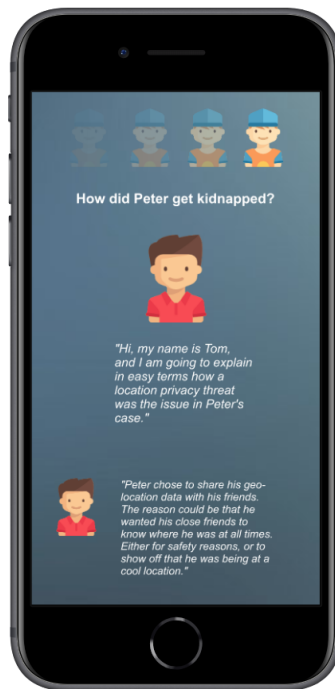 How did Peter get kidnapped?
"Hi, my name is Tom,
and I am going to explain
in easy terms how a
location privacy threat
was the issue in Peter's
case."
"Peter chose to share his geo-
location data with his friends.
The reason could be that he
wanted his close friends to
know where he was at all times.
Either for safety reasons, or to
show off that he was being at a
cool location."